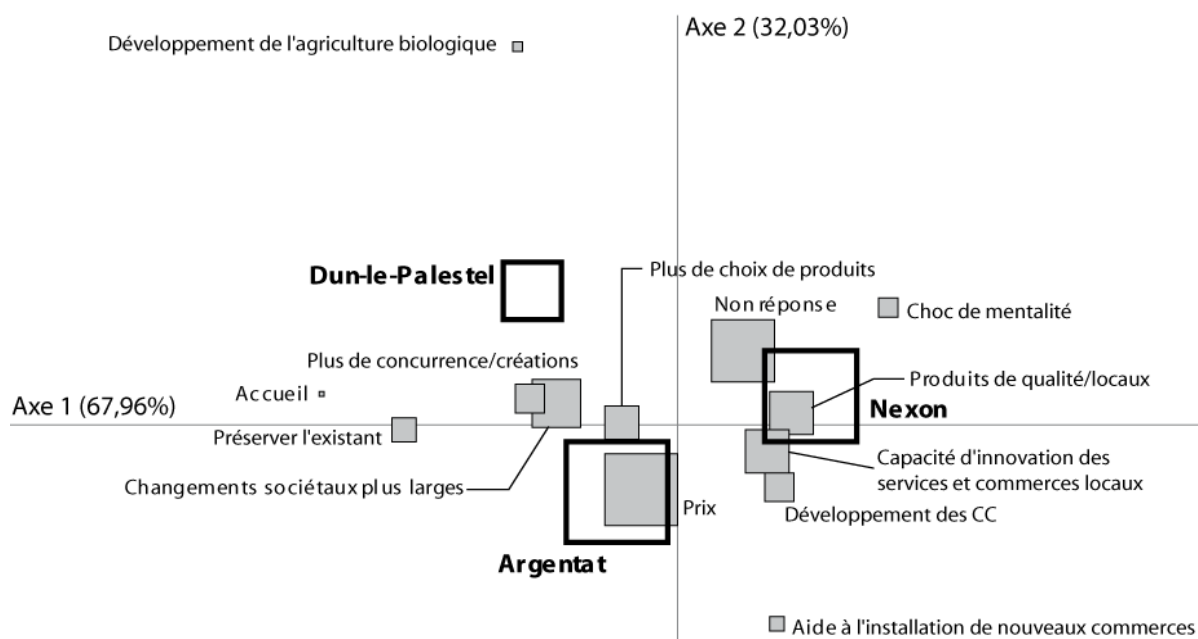 Axe 2 (32,03%)
Développement de l'agriculture biologique
Dun-le-Palestel
Plus de choix de produits
Non réponse
Choc de mentalité
Plus de concurrence/créations
Accueil
Produits de qualité/locaux
Axe 1 (67,96%)
Nexon
Préserver l'existant
Capacité d'innovation des
services et commerces locaux
Changements sociétaux plus larges
Prix
Développement des CC
Argentat
Aide à l'installation de nouveaux commerces